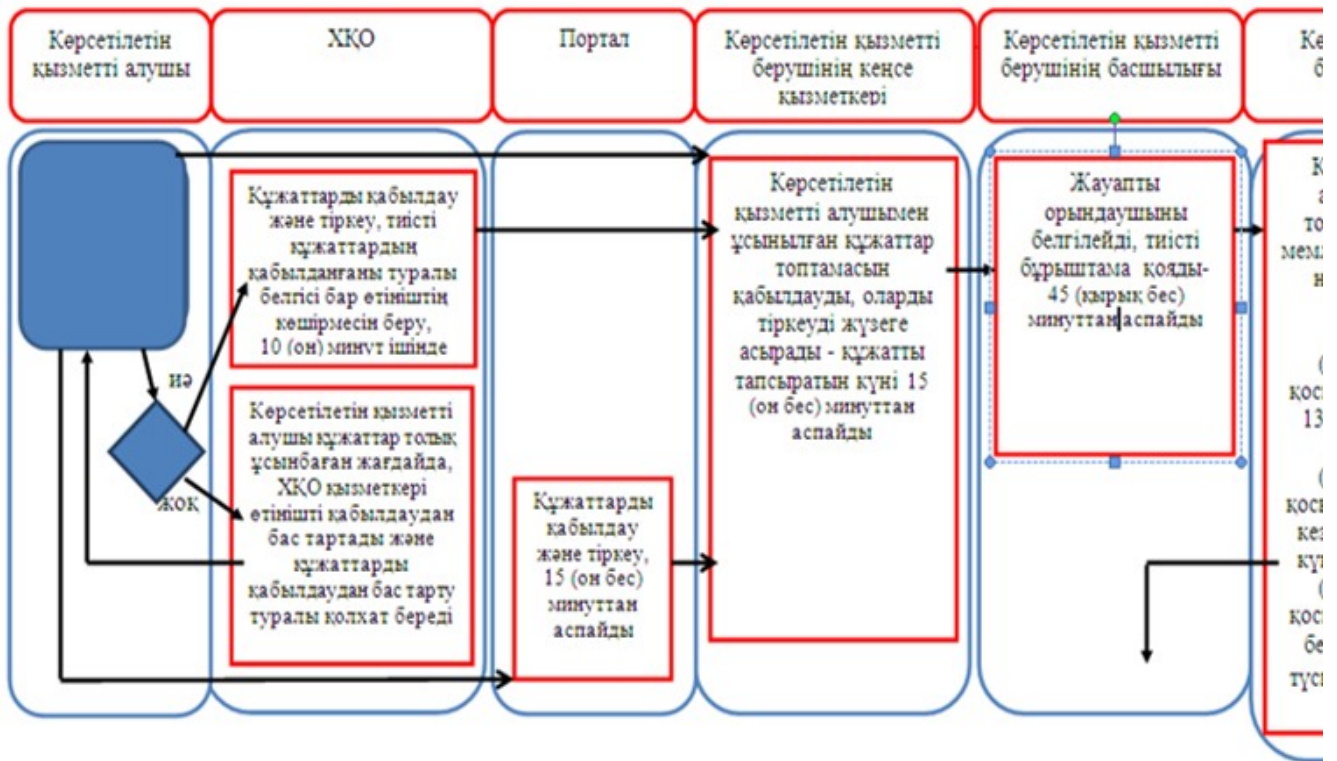 Көрсетілетін
қызметті алушы
ХҚО
Портал
Көрсетілетін қызметті
берушінің кеңсе
қызметкері
Көрсетілетін қызметті
берушінің басшылығы
Құжаттарды қабылдау
және тіркеу, тиісті
құжаттардың
қабылданғаны туралы
белгісі бар өтініштің
көшірмесін беру,
10 (он) минут ішінде
иә
жоқ
Көрсетілетін қызметті
алушы құжаттар толық
ұсынбаған жағдайда,
ХҚО қызметкері
өтінішті қабылдаудан
бас тартады және
құжаттарды
қабылдаудан бас тарту
туралы қолхат береді
Құжаттарды
қабылдау
және тіркеу,
15 (он бес)
минуттан
аспайды
Көрсетілетін
қызметті алушымен
ұсынылған құжаттар
топтамасын
қабылдауды, оларды
тіркеуді жүзеге
асырады - құжатты
тапсыратын күні 15
(он бес) минуттан
аспайды
Жауапты
орындаушыны
белгілейді, тиісті
бұрыштама қояды-
45 (қырық бес)
минуттан аспайды